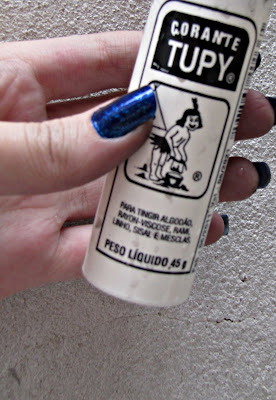 CORANTE
TUPY®
®
PARA TINGIR ALGODÃO,
RAYON-VISCOSE, RAMI,
LINHO, SISAL E MESCLAS
PESO LÍQUIDO 45 g